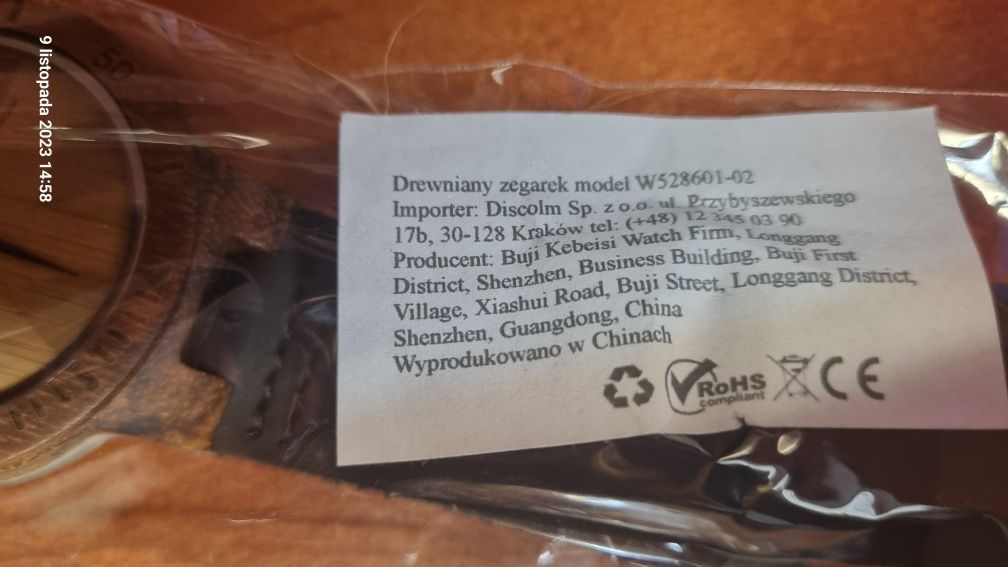 9 listopada 2023 14:58
50
Drewniany zegarek model W528601-02
Importer: Discolm Sp. z o.o. ul. Przybyszewskiego
17b, 30-128 Kraków tel: (+48) 12 345 03 90
Producent: Buji Kebeisi Watch Firm, Longgang
District, Shenzhen, Business Building, Buji First
Village, Xiashui Road, Buji Street, Longgang District,
Shenzhen, Guangdong, China
Wyprodukowano w Chinach
RoHS
compliant
CE